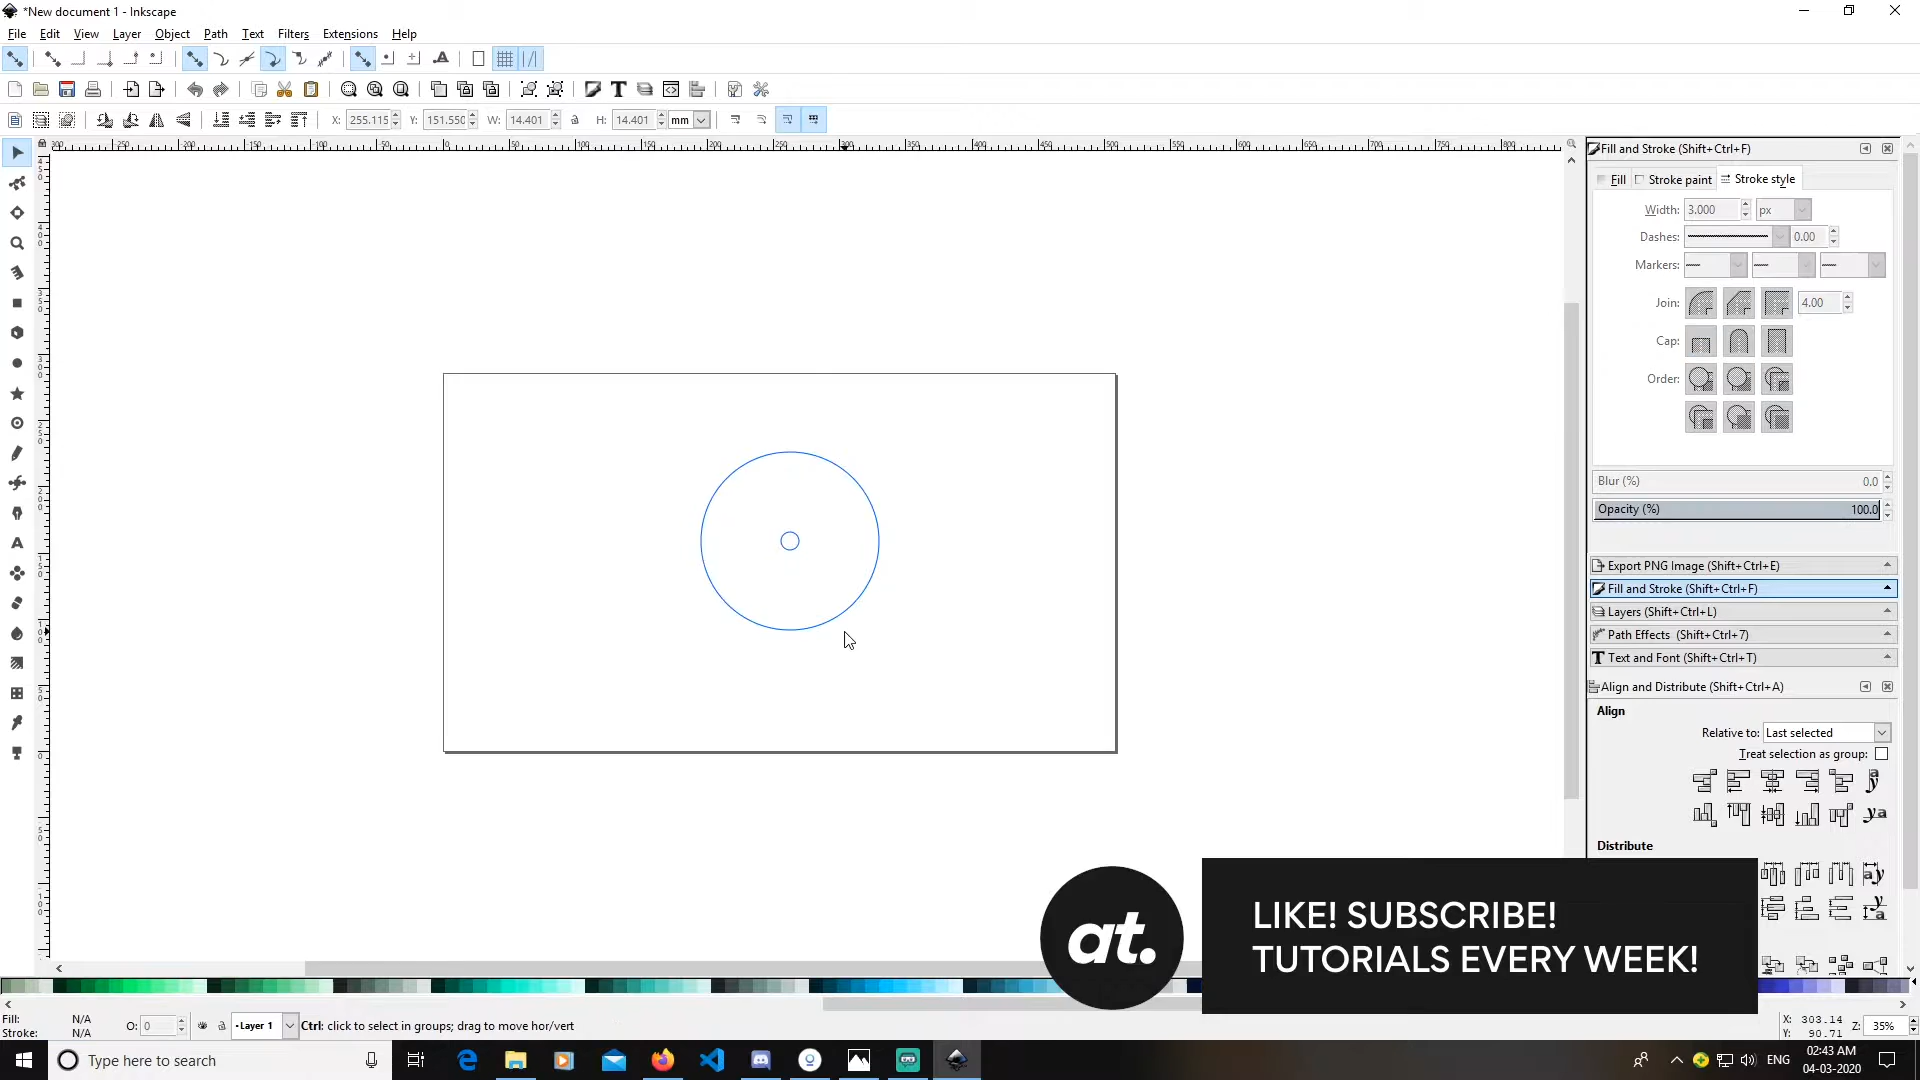 *New document 1 - Inkscape
File Edit View Layer Object Path Text Filters Extensions Help
X: 255.115 Y: 151.550 W: 14.401 H: 14.401 mm
Fill and Stroke (Shift+Ctrl+F)
Fill Stroke paint Stroke style
Width: 3.000 px
Dashes: 0.00
Markers:
Join: 4.00
Cap:
Order:
Blur (%) 0.0
Opacity (%) 100.0
Export PNG Image (Shift+Ctrl+E)
Fill and Stroke (Shift+Ctrl+F)
Layers (Shift+Ctrl+L)
Path Effects (Shift+Ctrl+7)
Text and Font (Shift+Ctrl+T)
Align and Distribute (Shift+Ctrl+A)
Align
Relative to: Last selected
Treat selection as group:
Distribute
at.
LIKE! SUBSCRIBE!
TUTORIALS EVERY WEEK!
Fill: N/A
Stroke: N/A
O: 0
•Layer 1
Ctrl: click to select in groups; drag to move hor/vert
X: 303.14
Y: 90.71
Z: 35%
Type here to search
ENG
02:43 AM
04-03-2020